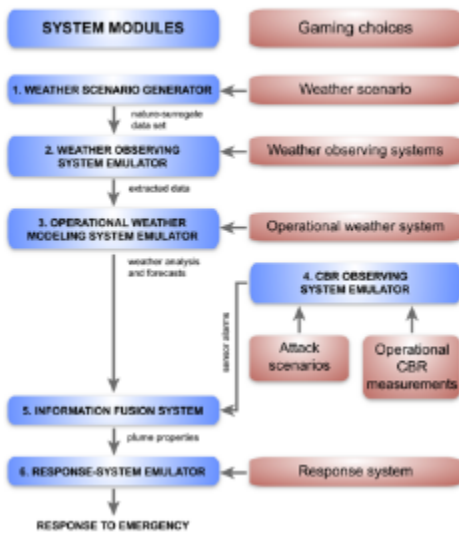 SYSTEM MODULES
Gaming choices
1. WEATHER SCENARIO GENERATOR
Weather scenario
nature-surrogate
data set
2. WEATHER OBSERVING
SYSTEM EMULATOR
Weather observing systems
extracted data
3. OPERATIONAL WEATHER
MODELING SYSTEM EMULATOR
Operational weather system
weather analysis
and forecasts
4. CBR OBSERVING
SYSTEM EMULATOR
sensor alarms
Attack
scenarios
Operational
CBR
measurements
5. INFORMATION FUSION SYSTEM
plume properties
6. RESPONSE-SYSTEM EMULATOR
Response system
RESPONSE TO EMERGENCY